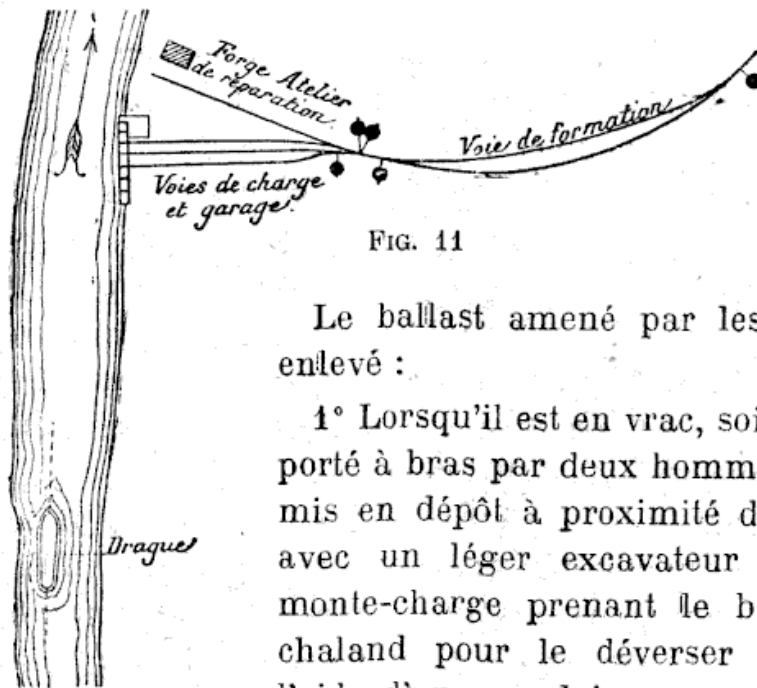 Forge Atelier
de réparation.
Voie de formation
Voies de charge
et garage.
FIG. 11
Le ballast amené par les
enlevé :
1° Lorsqu'il est en vrac, soi
porté à bras par deux homm
mis en dépôt à proximité d
Drague
avec un léger excavateur
monte-charge prenant le b
chaland pour le déverser